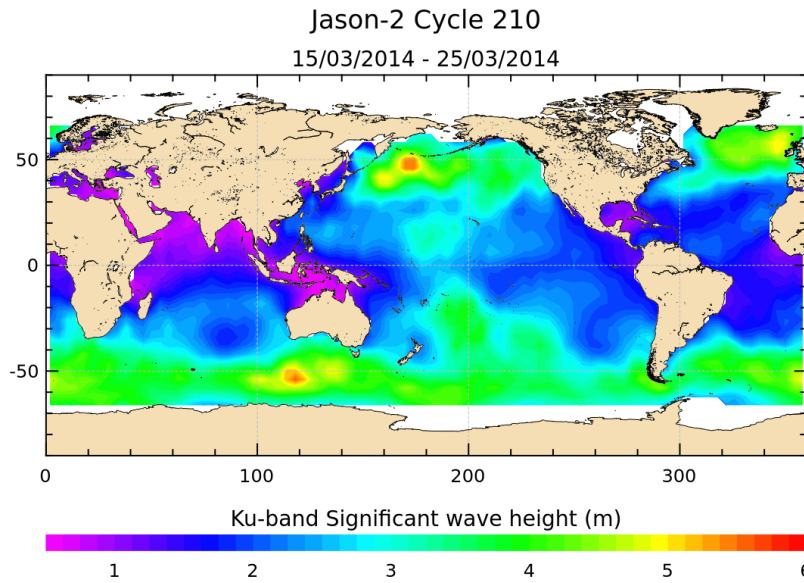 Jason-2 Cycle 210
15/03/2014 - 25/03/2014
50
0
-50
0 100 200 300
Ku-band Significant wave height (m)
1 2 3 4 5 6